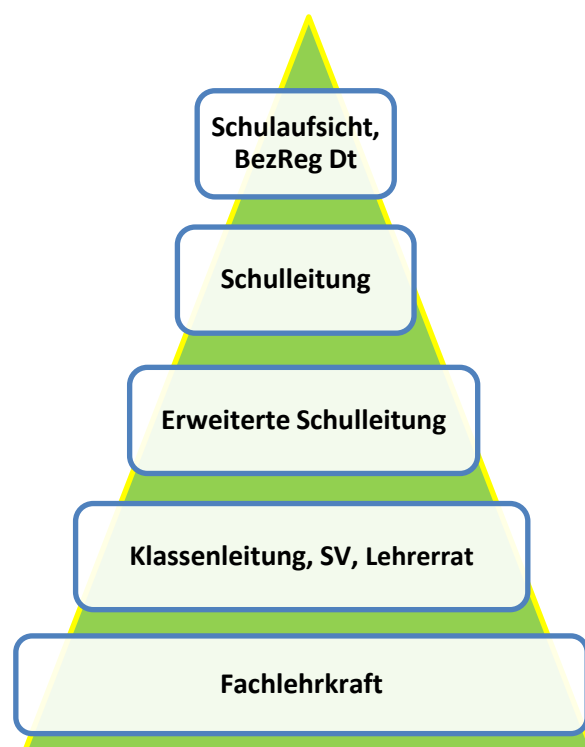 Schulaufsicht,
BezReg Dt
Schulleitung
Erweiterte Schulleitung
Klassenleitung, SV, Lehrerrat
Fachlehrkraft